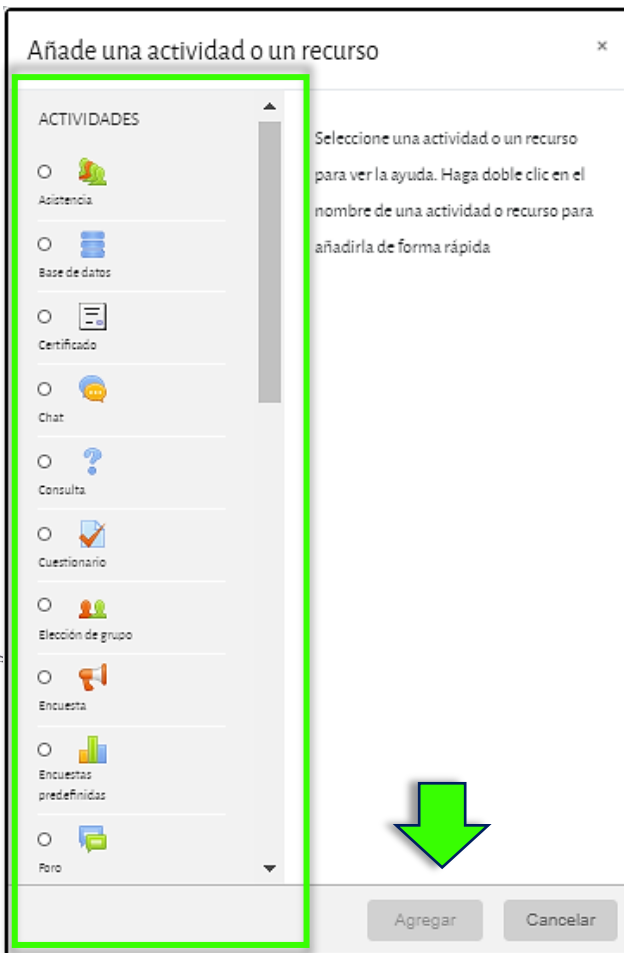 Añade una actividad o un recurso
×
ACTIVIDADES
Asistencia
Base de datos
Certificado
Chat
Consulta
Cuestionario
Elección de grupo
Encuesta
Encuestas
predefinidas
Foro
Seleccione una actividad o un recurso
para ver la ayuda. Haga doble clic en el
nombre de una actividad o recurso para
añadirla de forma rápida
Agregar
Cancelar